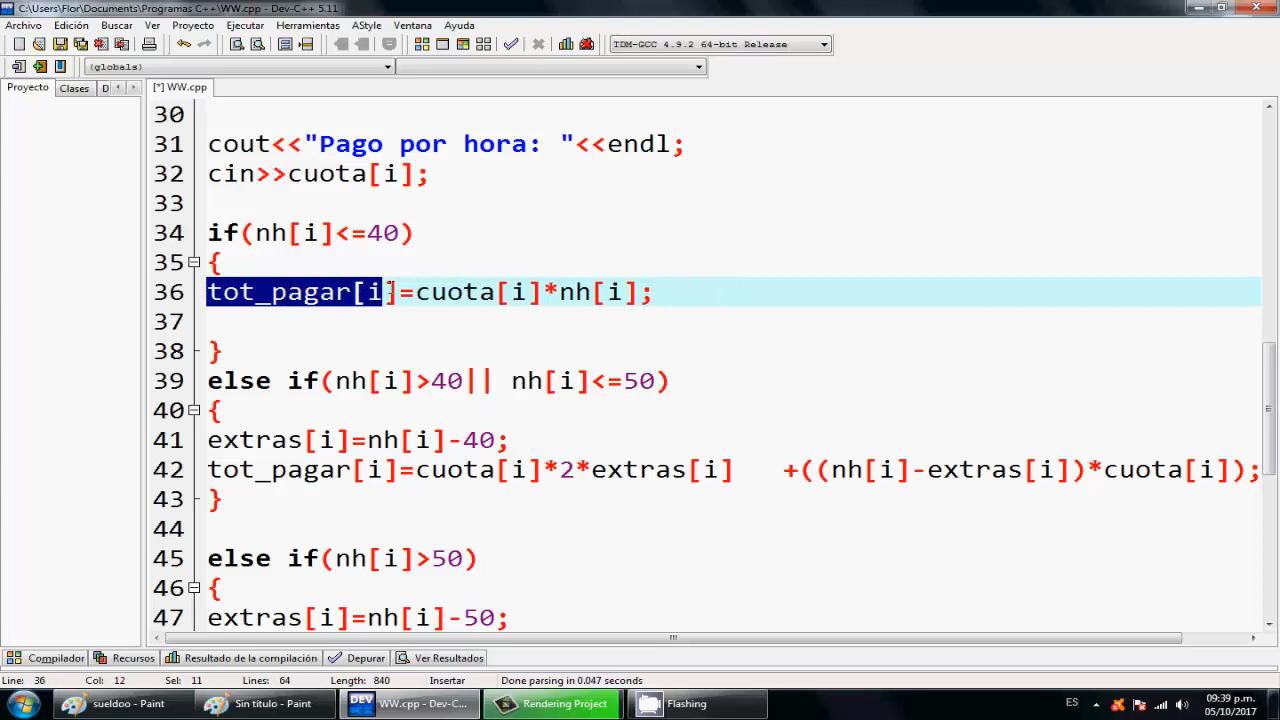 C:\Users\Flor\Documents\Programas C++\WW.cpp - Dev-C++ 5.11
Archivo Edición Buscar Ver Proyecto Ejecutar Herramientas AStyle Ventana Ayuda
TDM-GCC 4.9.2 64-bit Release
(globals)
Proyecto Clases D [*] WW.cpp
30
31 cout<<"Pago por hora: "<<endl;
32 cin>>cuota[i];
33
34 if(nh[i]<=40)
35 {
36 tot_pagar[i]=cuota[i]*nh[i];
37
38 }
39 else if(nh[i]>40|| nh[i]<=50)
40 {
41 extras[i]=nh[i]-40;
42 tot_pagar[i]=cuota[i]*2*extras[i] +((nh[i]-extras[i])*cuota[i]);
43 }
44
45 else if(nh[i]>50)
46 {
47 extras[i]=nh[i]-50;
Compilador Recursos Resultado de la compilación Depurar Ver Resultados
Line: 36 Col: 12 Sel: 11 Lines: 64 Length: 840 Insertar Done parsing in 0.047 seconds
sueldoo - Paint Sin título - Paint DEV WW.cpp - Dev-C... Rendering Project Flashing ES 09:39 p.m.
05/10/2017